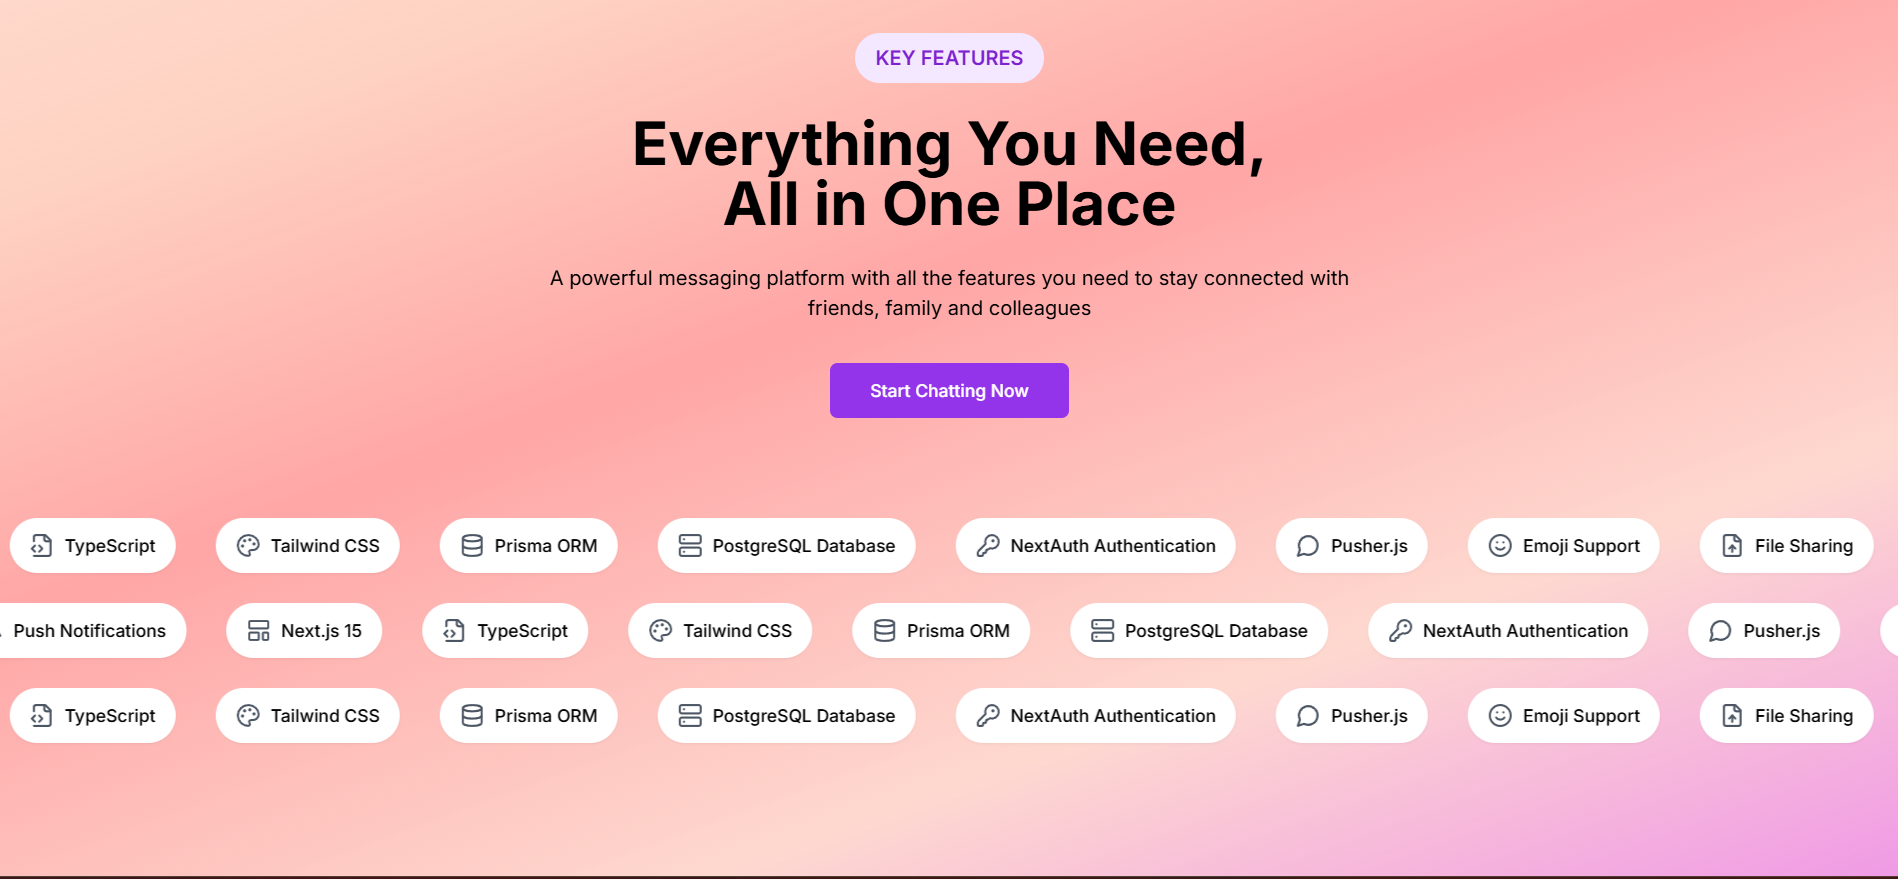 KEY FEATURES
Everything You Need,
All in One Place
A powerful messaging platform with all the features you need to stay connected with
friends, family and colleagues
Start Chatting Now
TypeScript Tailwind CSS Prisma ORM PostgreSQL Database NextAuth Authentication Pusher.js Emoji Support File Sharing
Push Notifications Next.js 15 TypeScript Tailwind CSS Prisma ORM PostgreSQL Database NextAuth Authentication Pusher.js
TypeScript Tailwind CSS Prisma ORM PostgreSQL Database NextAuth Authentication Pusher.js Emoji Support File Sharing